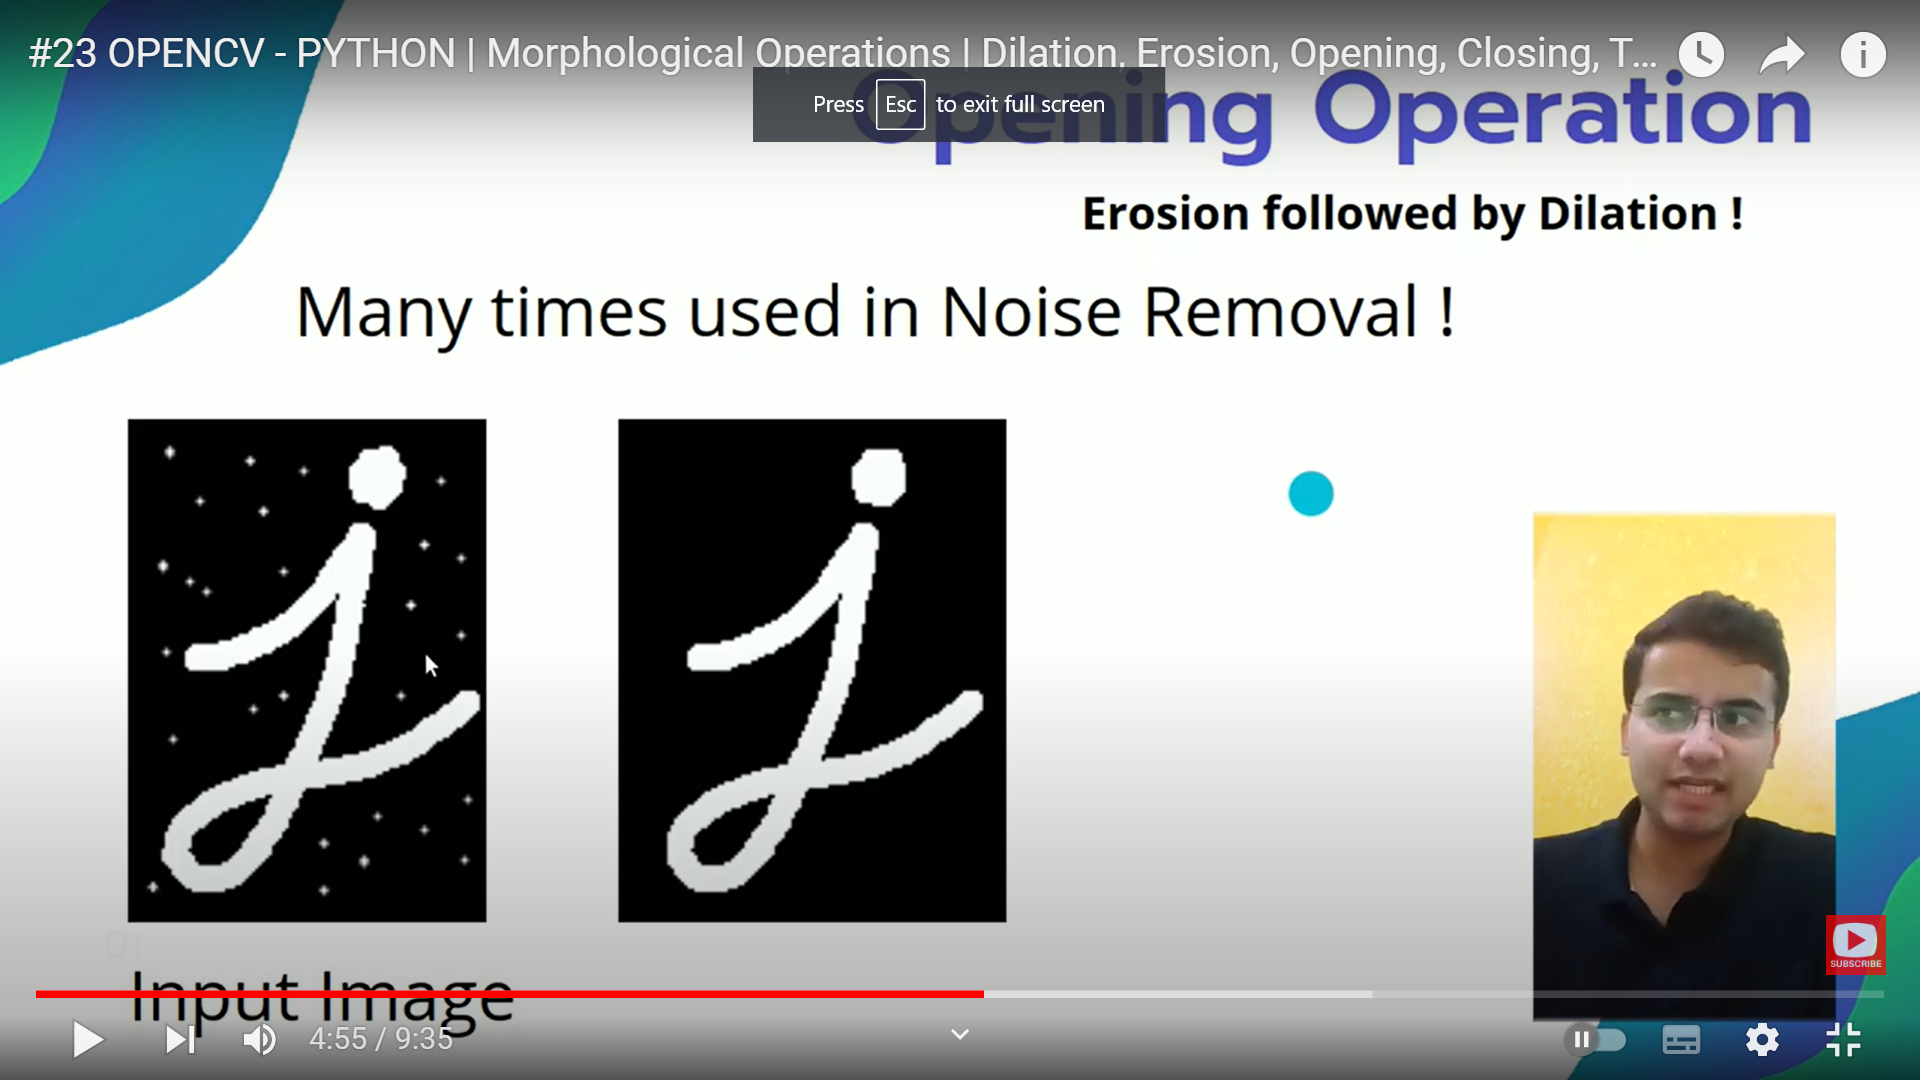 #23 OPENCV - PYTHON | Morphological Operations | Dilation, Erosion, Opening, Closing, T...
Press Esc to exit full screen
Opening Operation
Erosion followed by Dilation !
Many times used in Noise Removal !
Input Image
SUBSCRIBE
4:55 / 9:35